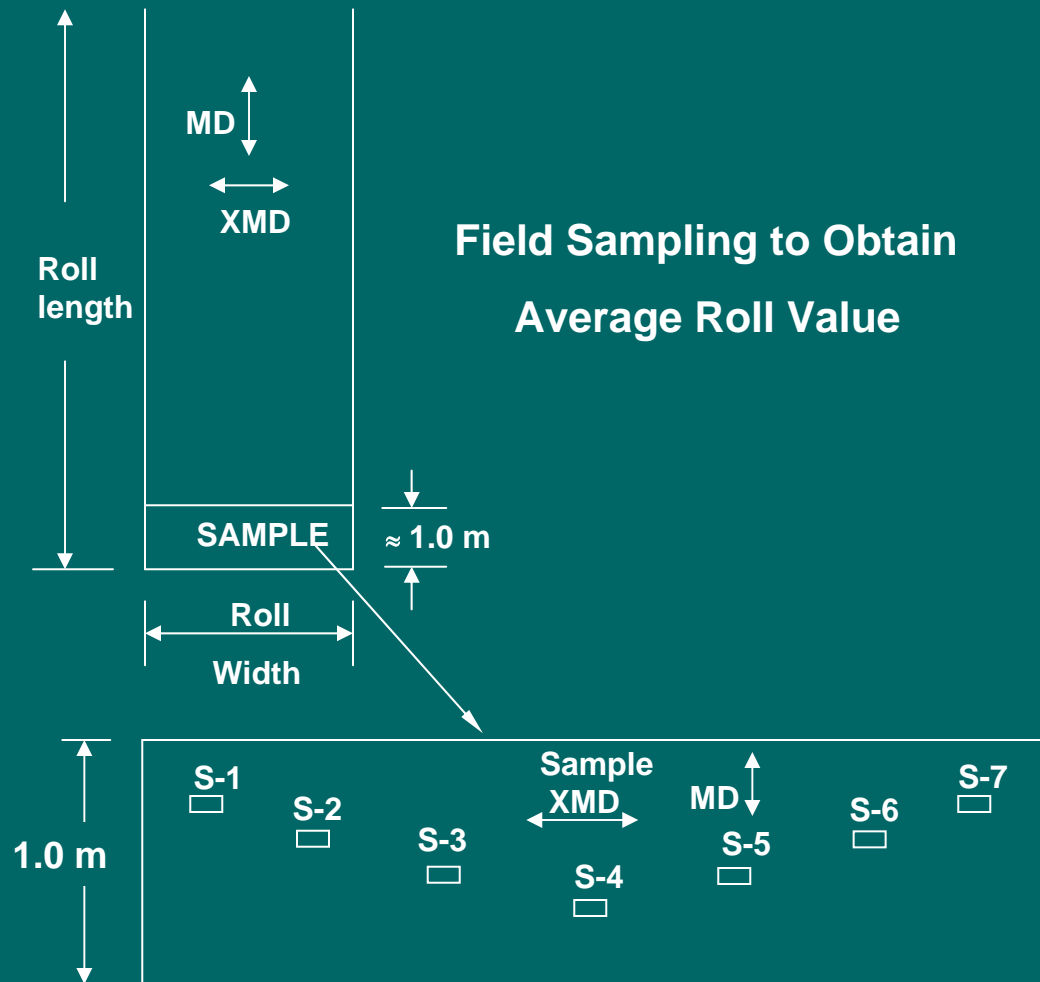 MD
XMD
Field Sampling to Obtain
Average Roll Value
Roll
length
SAMPLE
≈ 1.0 m
Roll
Width
Sample
XMD
MD
S-1
S-2
S-3
S-4
S-5
S-6
S-7
1.0 m